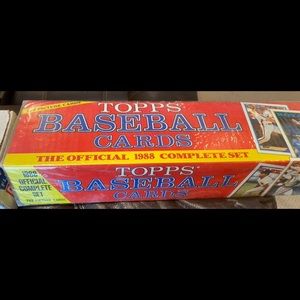 TOPPS
BASEBALL
CARDS
THE OFFICIAL 1988 COMPLETE SET
TOPPS
BASEBALL
CARDS
1988
OFFICIAL
COMPLETE
SET